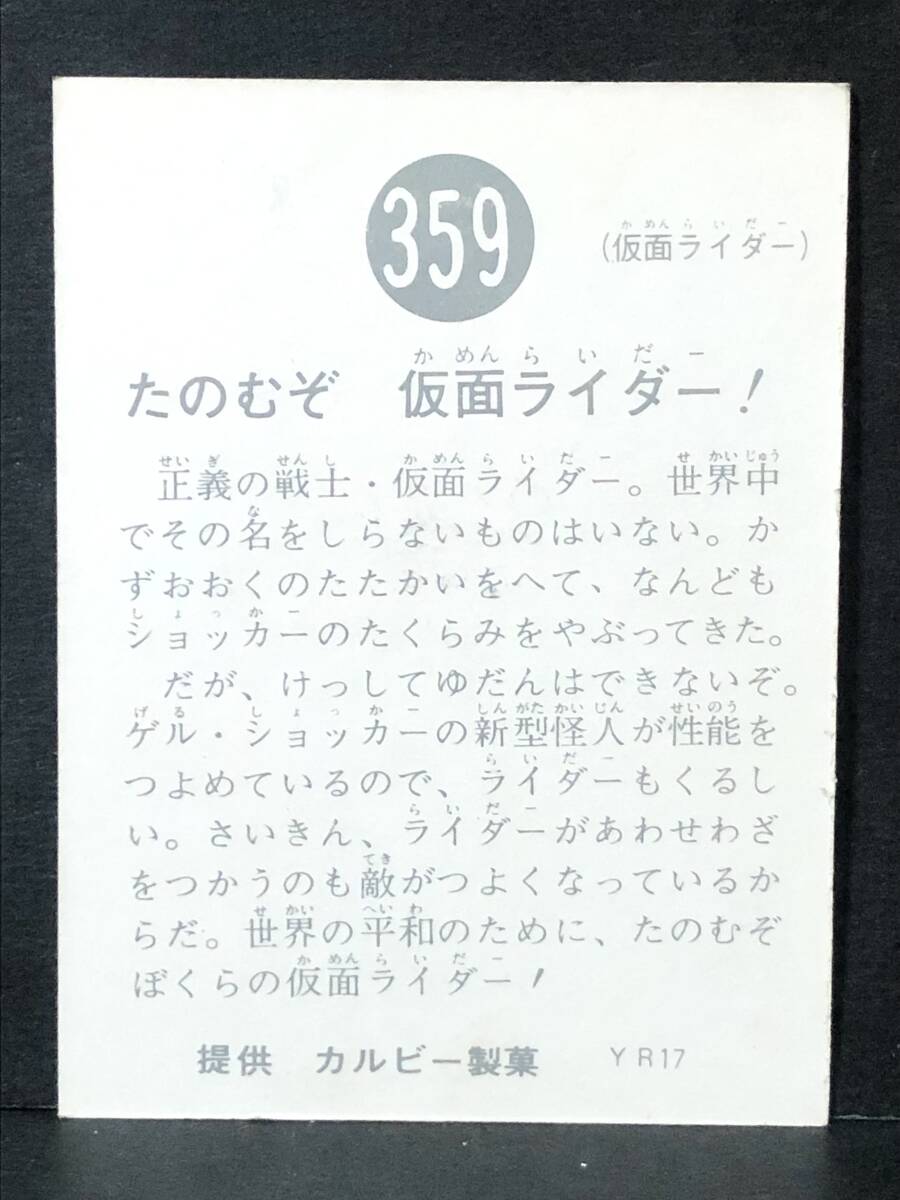 359
(仮面ライダー)
たのむぞ 仮面ライダー!
正義の戦士・仮面ライダー。世界中
でその名をしらないものはいない。か
ずおおくのたたかいをへて、なんども
ショッカーのたくらみをやぶってきた。
だが、けっしてゆだんはできないぞ。
ゲル・ショッカーの新型怪人が性能を
つよめているので、ライダーもくるし
い。さいきん、ライダーがあわせわざ
をつかうのも敵がつよくなっているか
らだ。世界の平和のために、たのむぞ
ぼくらの仮面ライダー!
提供 カルビー製菓 YR17